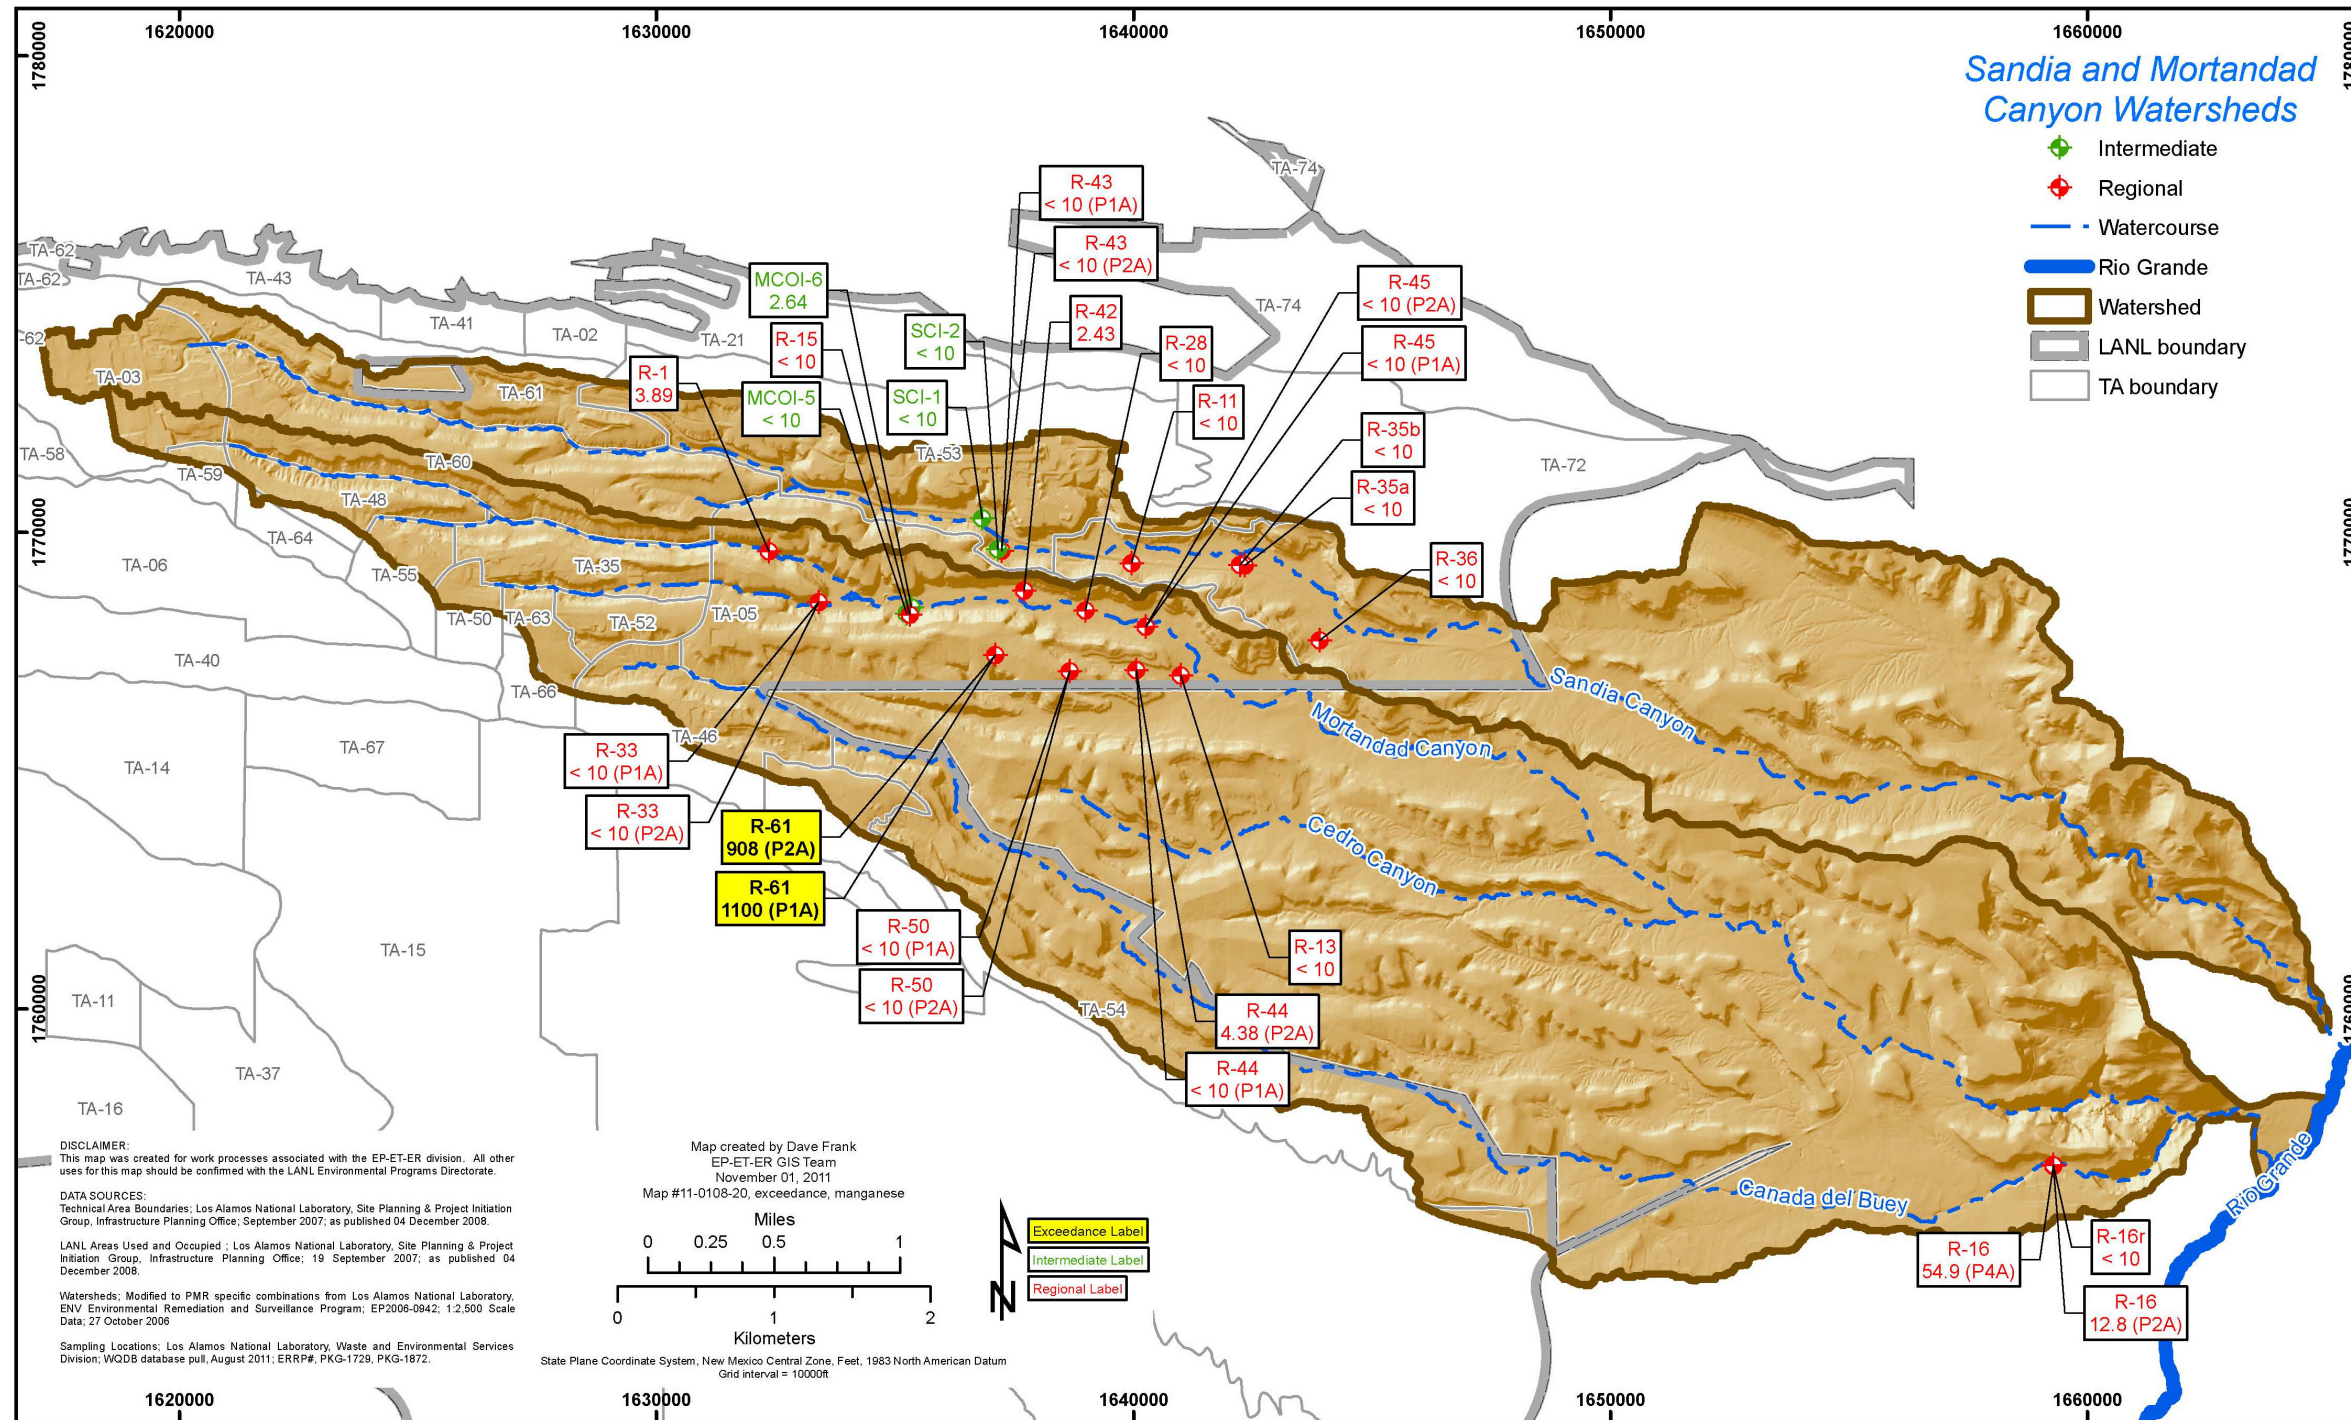 1620000
1630000
1640000
1650000
1660000
1780000
1780000
Sandia and Mortandad
Canyon Watersheds
Intermediate
Regional
Watercourse
Rio Grande
Watershed
LANL boundary
TA boundary
TA-74
R-43
< 10 (P1A)
R-43
< 10 (P2A)
TA-62
TA-62
TA-43
MCOI-6
2.64
R-45
< 10 (P2A)
TA-74
R-42
2.43
TA-41
TA-02
TA-21
R-15
< 10
SCI-2
< 10
R-28
< 10
R-45
< 10 (P1A)
-62
TA-03
TA-61
R-1
3.89
MCOI-5
< 10
SCI-1
< 10
R-11
< 10
R-35b
< 10
TA-58
TA-59
TA-60
TA-53
TA-72
TA-48
R-35a
< 10
1770000
1770000
TA-64
TA-06
TA-55
TA-35
R-36
< 10
TA-50
TA-63
TA-52
TA-05
TA-40
TA-66
Sandia Canyon
Mortandad Canyon
TA-46
TA-67
TA-14
R-33
< 10 (P1A)
R-33
< 10 (P2A)
R-61
908 (P2A)
Cedro Canyon
R-61
1100 (P1A)
R-50
< 10 (P1A)
R-13
< 10
TA-15
R-50
< 10 (P2A)
TA-11
1760000
1760000
TA-54
R-44
4.38 (P2A)
TA-37
R-44
< 10 (P1A)
TA-16
Rio Grande
Canada del Buey
R-16
54.9 (P4A)
R-16r
< 10
R-16
12.8 (P2A)
DISCLAIMER:
This map was created for work processes associated with the EP-ET-ER division. All other
uses for this map should be confirmed with the LANL Environmental Programs Directorate.
DATA SOURCES:
Technical Area Boundaries; Los Alamos National Laboratory, Site Planning & Project Initiation
Group, Infrastructure Planning Office; September 2007; as published 04 December 2008.
LANL Areas Used and Occupied ; Los Alamos National Laboratory, Site Planning & Project
Initiation Group, Infrastructure Planning Office; 19 September 2007; as published 04
December 2008.
Watersheds; Modified to PMR specific combinations from Los Alamos National Laboratory,
ENV Environmental Remediation and Surveillance Program; EP2006-0942; 1:2,500 Scale
Data; 27 October 2006
Sampling Locations; Los Alamos National Laboratory, Waste and Environmental Services
Division; WQDB database pull, August 2011; ERRP#, PKG-1729, PKG-1872.
Map created by Dave Frank
EP-ET-ER GIS Team
November 01, 2011
Map #11-0108-20, exceedance, manganese
Miles
0 0.25 0.5 1
0 1 2
Kilometers
State Plane Coordinate System, New Mexico Central Zone, Feet, 1983 North American Datum
Grid interval = 10000ft
N
Exceedance Label
Intermediate Label
Regional Label
1620000
1630000
1640000
1650000
1660000